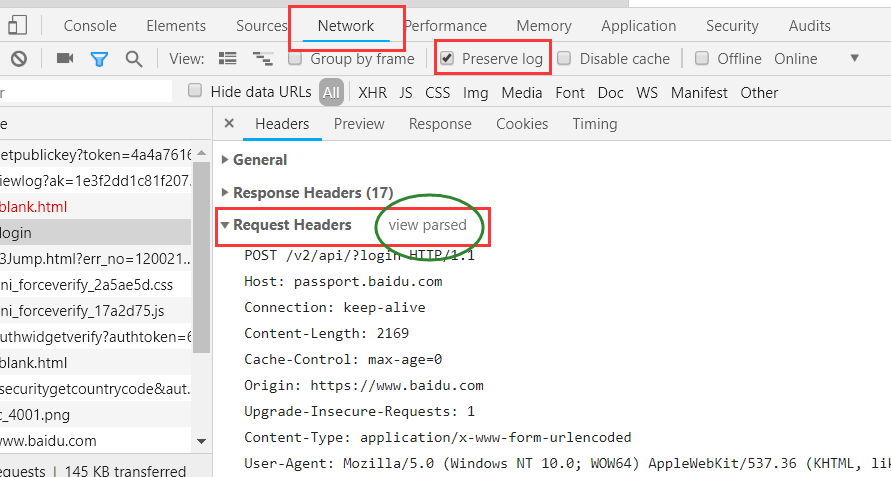 Console Elements Sources Network Performance Memory Application Security Audits
View: Group by frame Preserve log Disable cache Offline Online
r Hide data URLs All XHR JS CSS Img Media Font Doc WS Manifest Other
e × Headers Preview Response Cookies Timing
etpublickey?token=4a4a7616
iewlog?ak=1e3f2dd1c81f207.
blank.html
login
3Jump.html?err_no=120021..
ni_forceverify_2a5ae5d.css
ni_forceverify_17a2d75.js
uthwidgetverify?authtoken=6
blank.html
securitygetcountrycode&aut.
c_4001.png
www.baidu.com
equests | 145 KB transferred
General
Response Headers (17)
Request Headers view parsed
POST /v2/api/?login HTTP/1.1
Host: passport.baidu.com
Connection: keep-alive
Content-Length: 2169
Cache-Control: max-age=0
Origin: https://www.baidu.com
Upgrade-Insecure-Requests: 1
Content-Type: application/x-www-form-urlencoded
User-Agent: Mozilla/5.0 (Windows NT 10.0; WOW64) AppleWebKit/537.36 (KHTML, lik